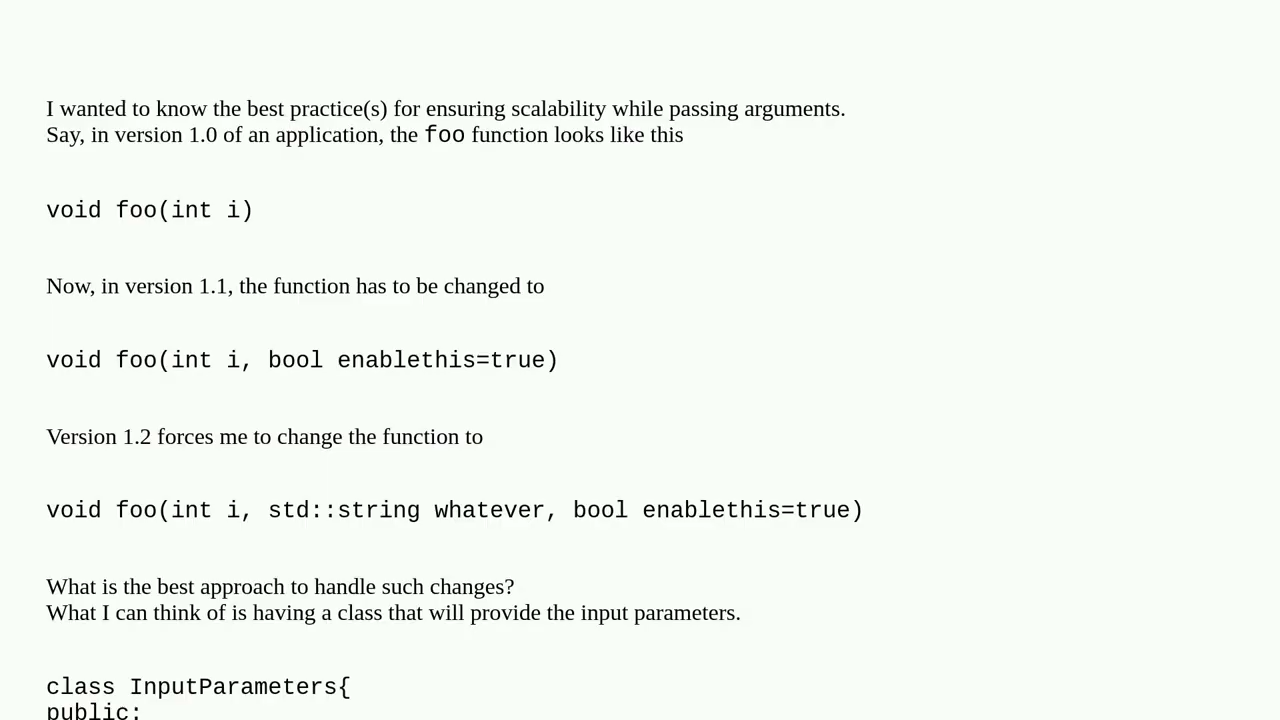 I wanted to know the best practice(s) for ensuring scalability while passing arguments.
Say, in version 1.0 of an application, the foo function looks like this
void foo(int i)
Now, in version 1.1, the function has to be changed to
void foo(int i, bool enablethis=true)
Version 1.2 forces me to change the function to
void foo(int i, std::string whatever, bool enablethis=true)
What is the best approach to handle such changes?
What I can think of is having a class that will provide the input parameters.
class InputParameters{
public: